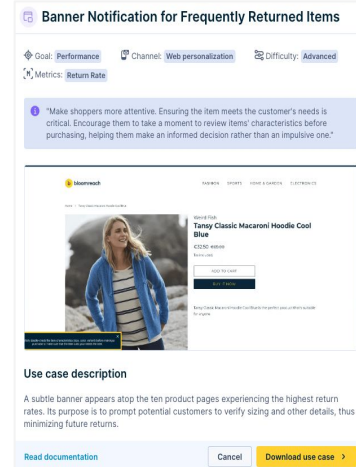 Banner Notification for Frequently Returned Items
Goal: Performance Channel: Web personalization Difficulty: Advanced
Metrics: Return Rate
"Make shoppers more attentive. Ensuring the item meets the customer's needs is
critical. Encourage them to take a moment to review items' characteristics before
purchasing, helping them make an informed decision rather than an impulsive one."
bloomreach
FASHION SPORTS HOME & GARDEN ELECTRONICS
Weird Fish
Tansy Classic Macaroni Hoodie Cool
Blue
ADD TO CART
BUY IT NOW
Use case description
A subtle banner appears atop the ten product pages experiencing the highest return
rates. Its purpose is to prompt potential customers to verify sizing and other details, thus
minimizing future returns.
Read documentation
Cancel
Download use case